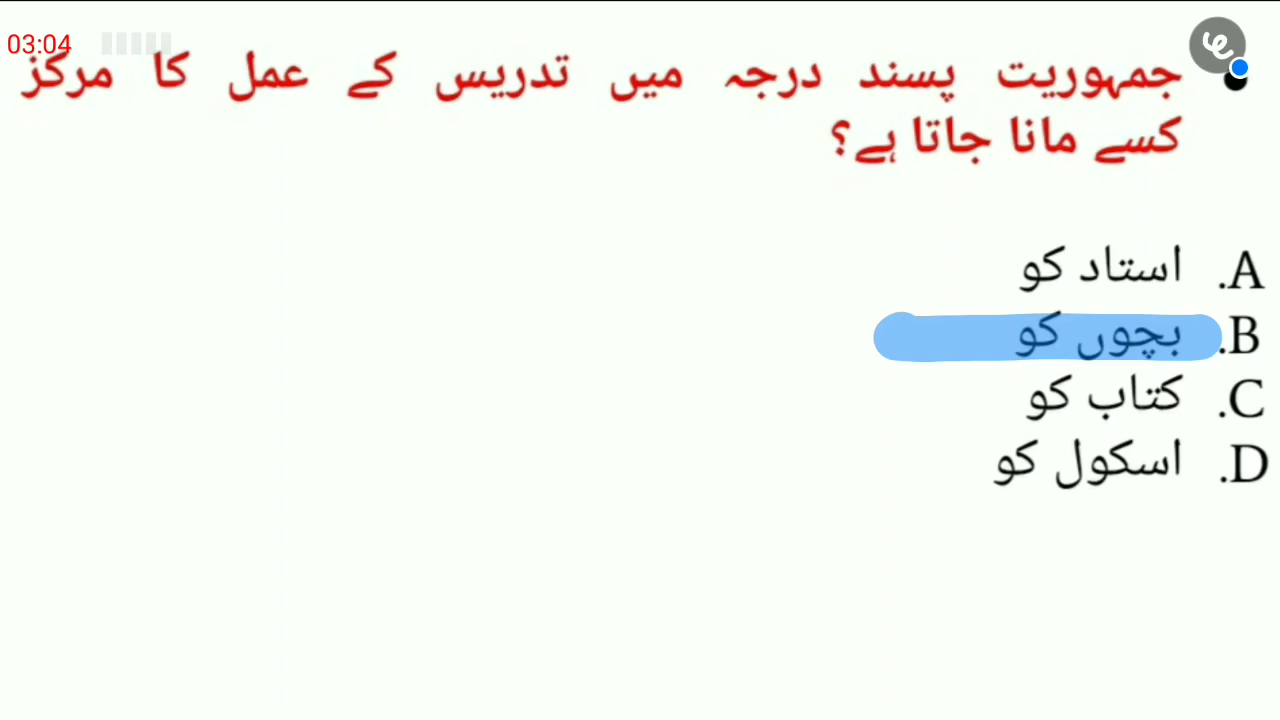 03:04
جمہوریت پسند درجہ میں تدریس کے عمل کا مرکز
کسے مانا جاتا ہے؟
A. استاد کو
B. بچوں کو
C. کتاب کو
D. اسکول کو